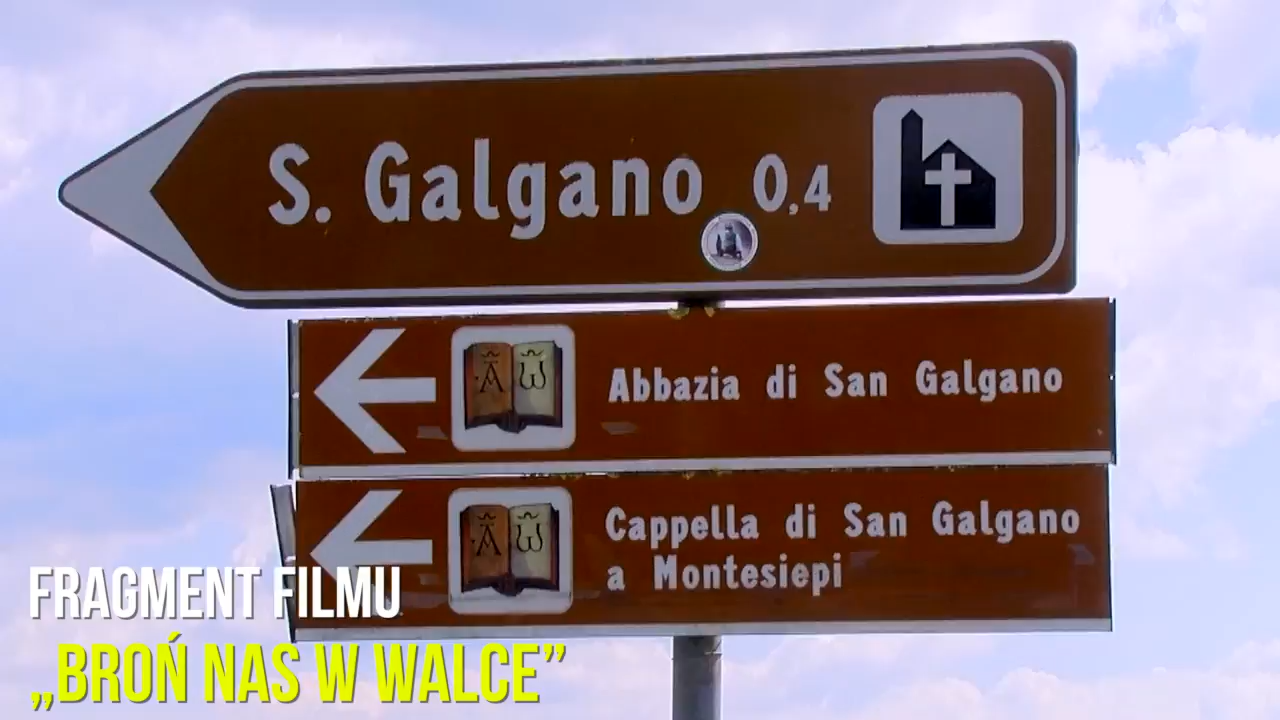 S. Galgano 0,4
Abbazia di San Galgano
A ω
Cappella di San Galgano
a Montesiepi
A ω
FRAGMENT FILMU
„BROŃ NAS W WALCE”